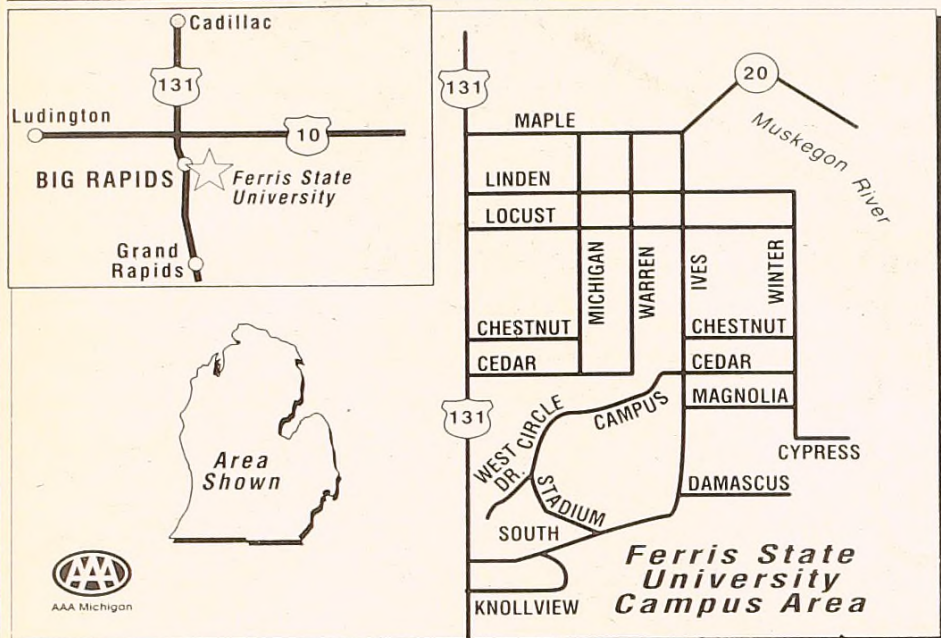 Cadillac
131
Ludington
10
BIG RAPIDS
Ferris State
University
Grand
Rapids
Area
Shown
AAA
AAA Michigan
131
20
MAPLE
Muskegon River
LINDEN
LOCUST
MICHIGAN
WARREN
IVES
WINTER
CHESTNUT
CHESTNUT
CEDAR
CEDAR
MAGNOLIA
131
WEST CIRCLE
DR.
CAMPUS
CYPRESS
STADIUM
DAMASCUS
SOUTH
KNOLLVIEW
Ferris State
University
Campus Area